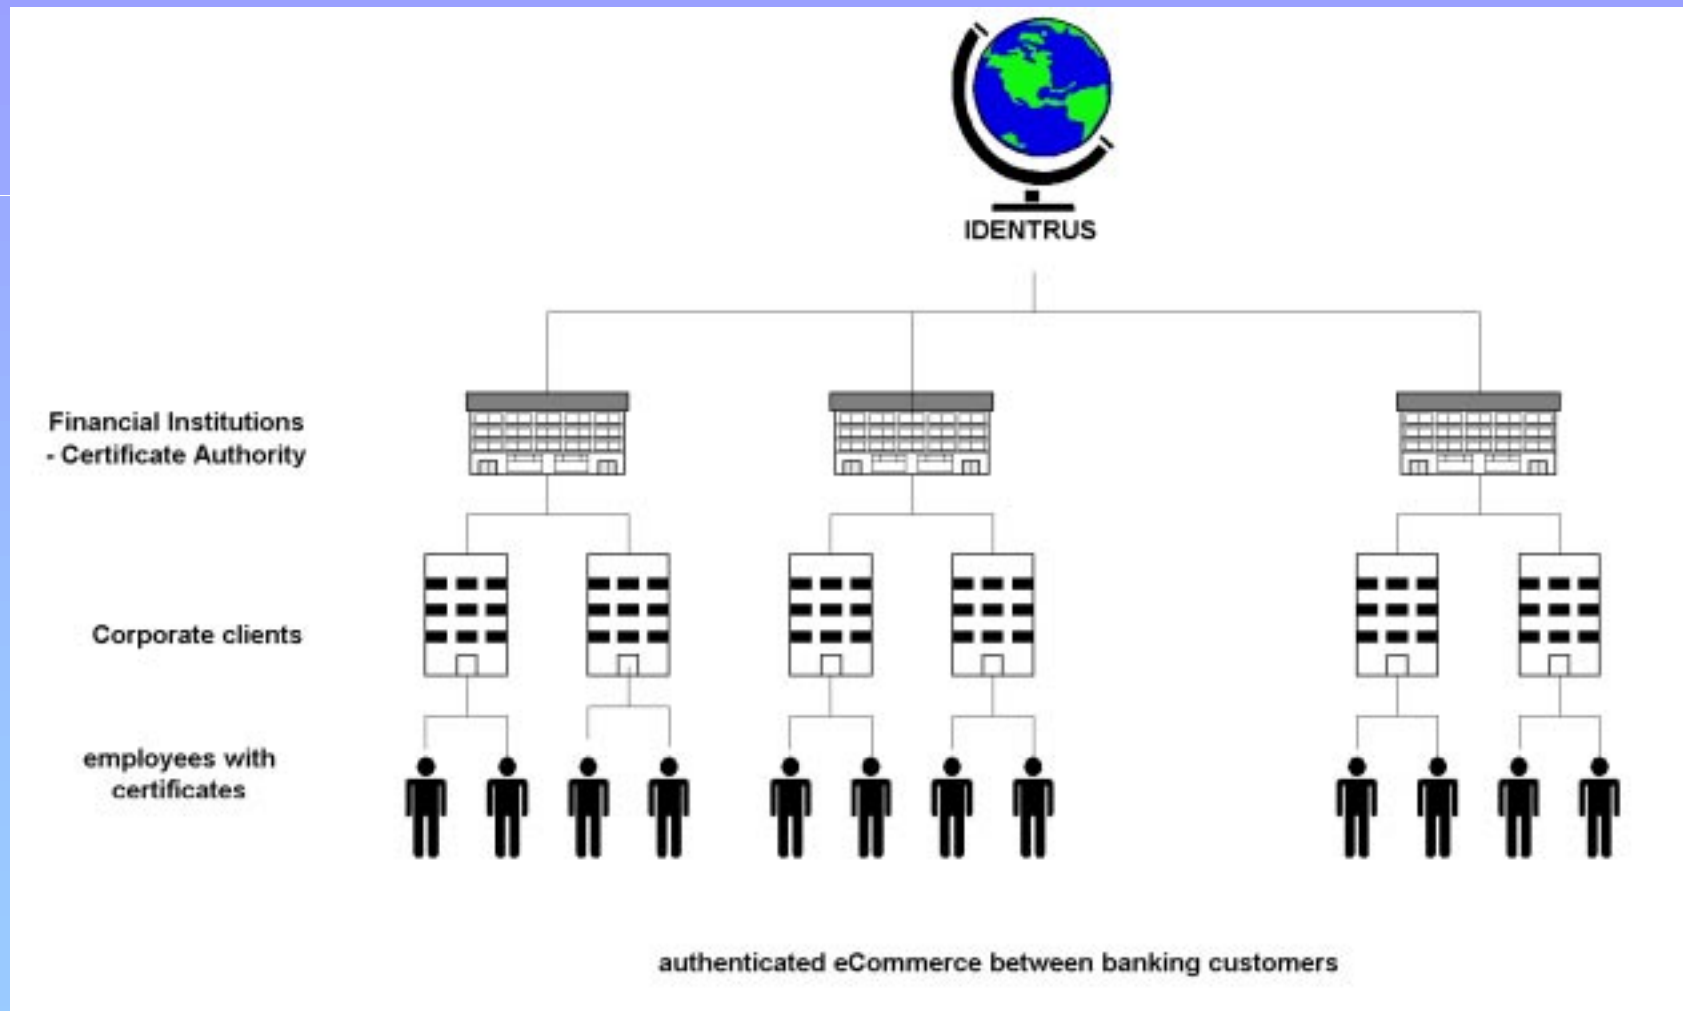 IDENTRUS
Financial Institutions
- Certificate Authority
Corporate clients
employees with
certificates
authenticated eCommerce between banking customers